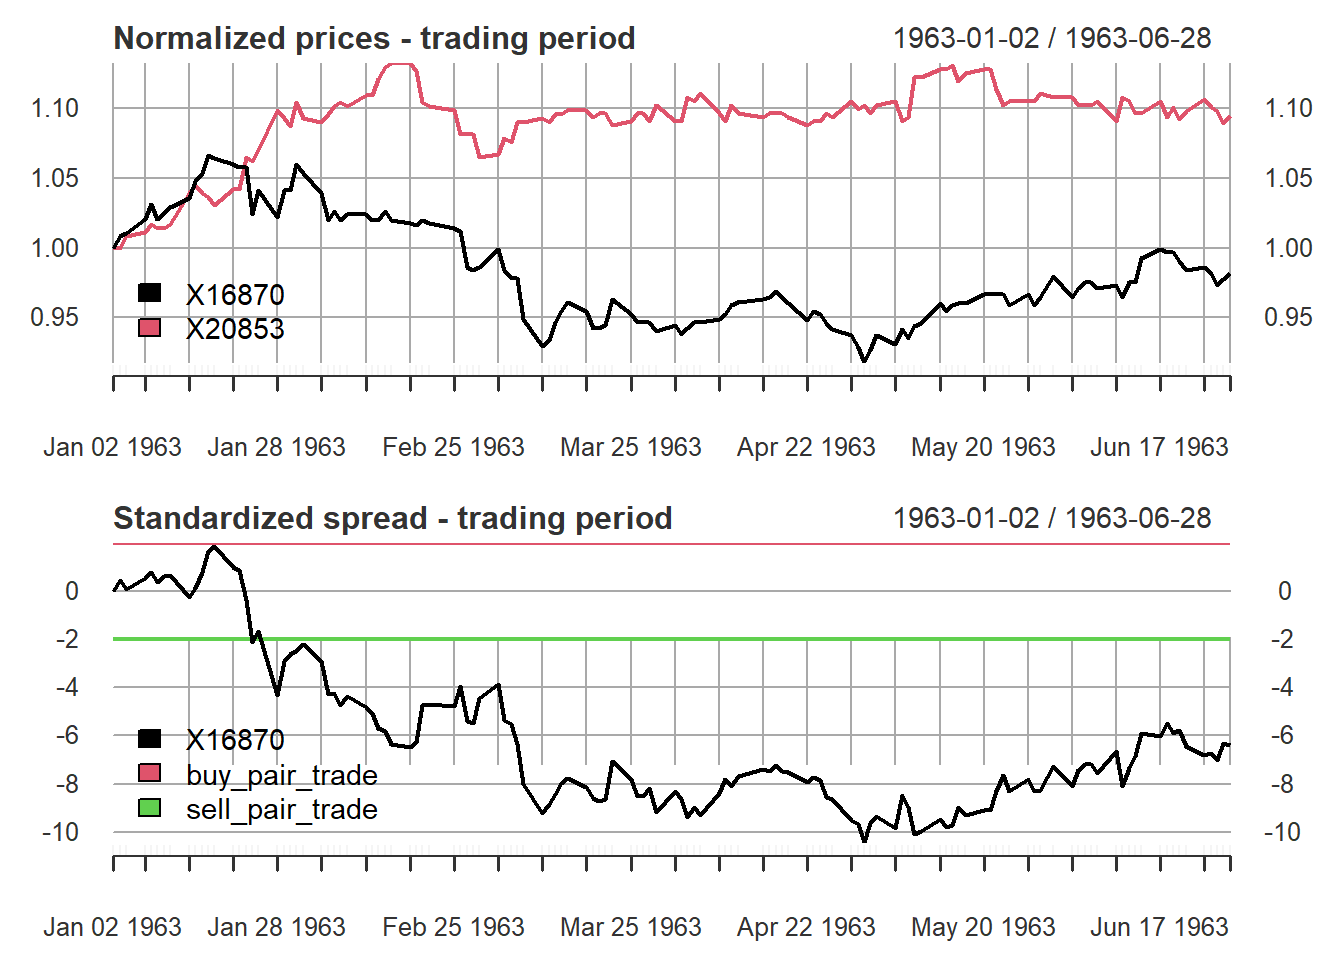 Normalized prices - trading period 1963-01-02 / 1963-06-28
1.10 1.10
1.05 1.05
1.00 1.00
X16870
0.95 0.95
X20853
Jan 02 1963 Jan 28 1963 Feb 25 1963 Mar 25 1963 Apr 22 1963 May 20 1963 Jun 17 1963
Standardized spread - trading period 1963-01-02 / 1963-06-28
0 0
-2 -2
-4 -4
-6 -6
X16870
buy_pair_trade
-8 -8
sell_pair_trade
-10 -10
Jan 02 1963 Jan 28 1963 Feb 25 1963 Mar 25 1963 Apr 22 1963 May 20 1963 Jun 17 1963